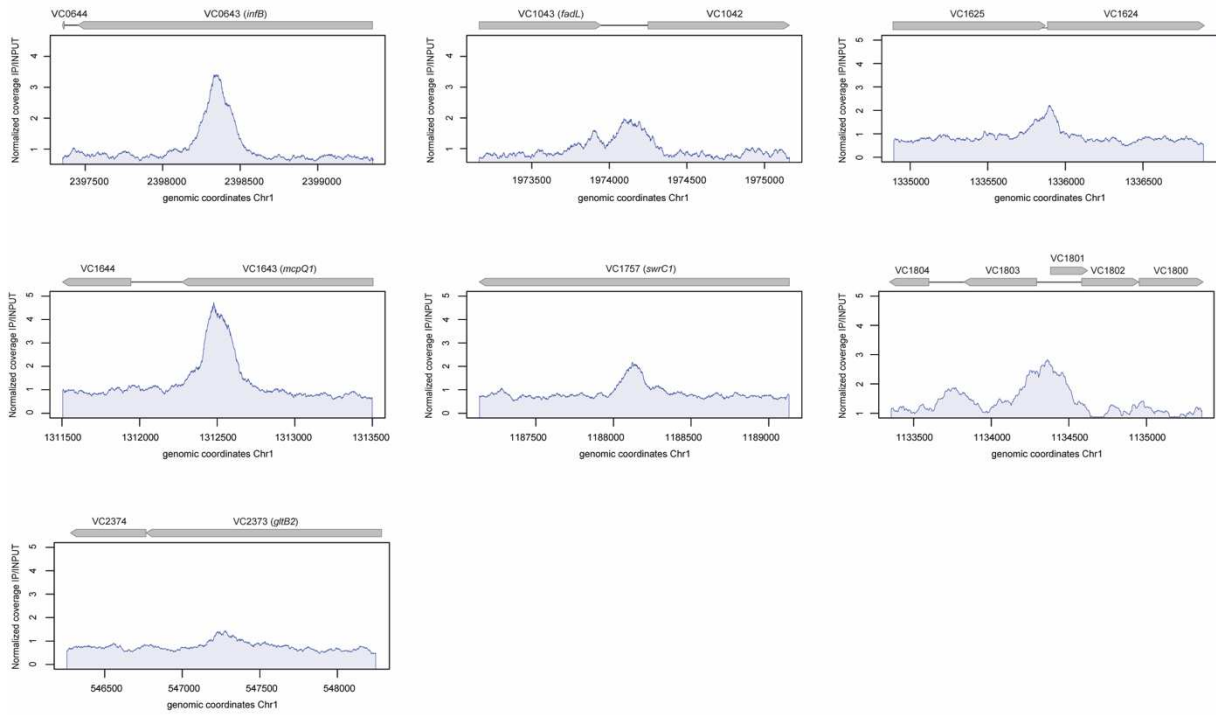 VC0644 VC0643 (infB)
Normalized coverage IP/INPUT
4
3
2
1
2397500 2398000 2398500 2399000
genomic coordinates Chr1
VC1043 (fadL) VC1042
Normalized coverage IP/INPUT
4
3
2
1
1973500 1974000 1974500 1975000
genomic coordinates Chr1
VC1625 VC1624
Normalized coverage IP/INPUT
5
4
3
2
1
0
1335000 1335500 1336000 1336500
genomic coordinates Chr1
VC1644 VC1643 (mcpQ1)
Normalized coverage IP/INPUT
5
4
3
2
1
0
1311500 1312000 1312500 1313000 1313500
genomic coordinates Chr1
VC1757 (swrC1)
Normalized coverage IP/INPUT
5
4
3
2
1
0
1187500 1188000 1188500 1189000
genomic coordinates Chr1
VC1801
VC1804 VC1803 VC1802 VC1800
Normalized coverage IP/INPUT
5
4
3
2
1
1133500 1134000 1134500 1135000
genomic coordinates Chr1
VC2374 VC2373 (gltB2)
Normalized coverage IP/INPUT
5
4
3
2
1
0
546500 547000 547500 548000
genomic coordinates Chr1